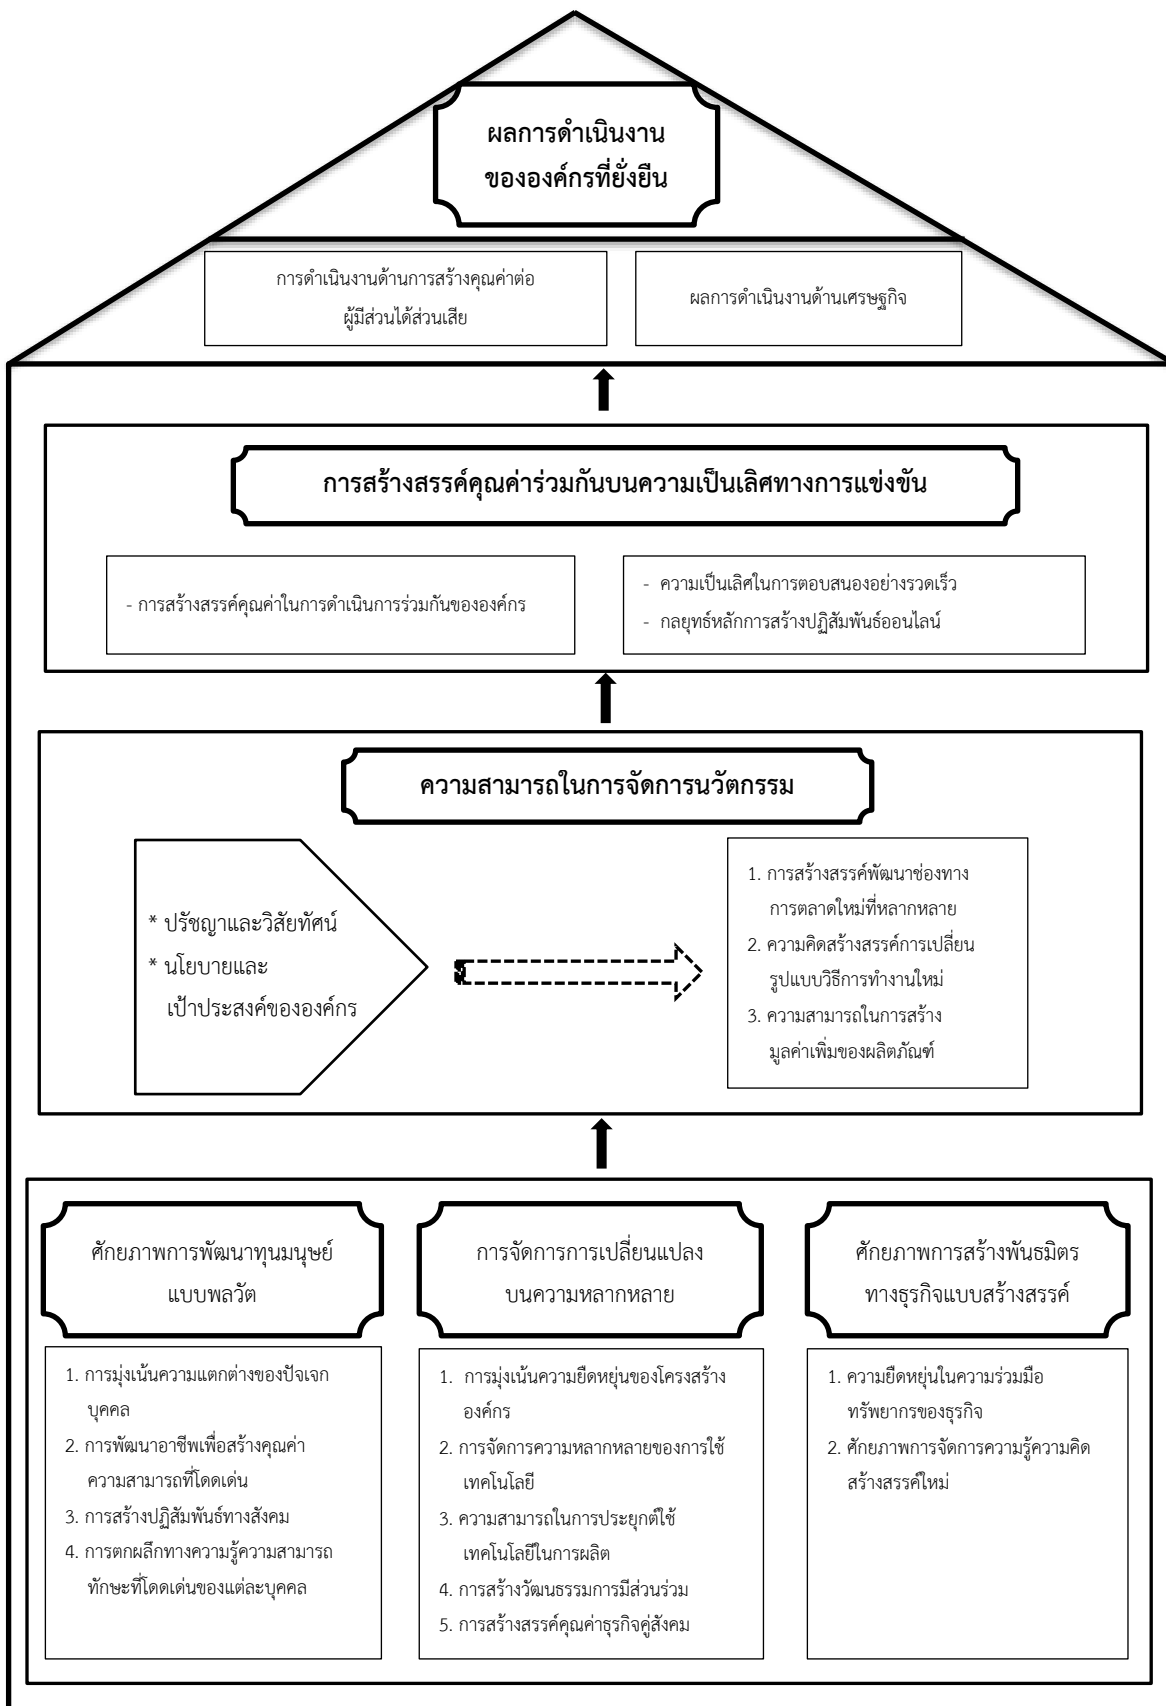 ผลการดำเนินงาน
ขององค์กรที่ยั่งยืน
การดำเนินงานด้านการสร้างคุณค่าต่อ
ผู้มีส่วนได้ส่วนเสีย
ผลการดำเนินงานด้านเศรษฐกิจ
การสร้างสรรค์คุณค่าร่วมกันบนความเป็นเลิศทางการแข่งขัน
- การสร้างสรรค์คุณค่าในการดำเนินการร่วมกันขององค์กร
- ความเป็นเลิศในการตอบสนองอย่างรวดเร็ว
- กลยุทธ์หลักการสร้างปฏิสัมพันธ์ออนไลน์
ความสามารถในการจัดการนวัตกรรม
* ปรัชญาและวิสัยทัศน์
* นโยบายและ
เป้าประสงค์ขององค์กร
1. การสร้างสรรค์พัฒนาช่องทาง
การตลาดใหม่ที่หลากหลาย
2. ความคิดสร้างสรรค์การเปลี่ยน
รูปแบบวิธีการทำงานใหม่
3. ความสามารถในการสร้าง
มูลค่าเพิ่มของผลิตภัณฑ์
ศักยภาพการพัฒนาทุนมนุษย์
แบบพลวัต
1. การมุ่งเน้นความแตกต่างของปัจเจก
บุคคล
2. การพัฒนาอาชีพเพื่อสร้างคุณค่า
ความสามารถที่โดดเด่น
3. การสร้างปฏิสัมพันธ์ทางสังคม
4. การตกผลึกทางความรู้ความสามารถ
ทักษะที่โดดเด่นของแต่ละบุคคล
การจัดการการเปลี่ยนแปลง
บนความหลากหลาย
1. การมุ่งเน้นความยืดหยุ่นของโครงสร้าง
องค์กร
2. การจัดการความหลากหลายของการใช้
เทคโนโลยี
3. ความสามารถในการประยุกต์ใช้
เทคโนโลยีในการผลิต
4. การสร้างวัฒนธรรมการมีส่วนร่วม
5. การสร้างสรรค์คุณค่าธุรกิจคู่สังคม
ศักยภาพการสร้างพันธมิตร
ทางธุรกิจแบบสร้างสรรค์
1. ความยืดหยุ่นในความร่วมมือ
ทรัพยากรของธุรกิจ
2. ศักยภาพการจัดการความรู้ความคิด
สร้างสรรค์ใหม่